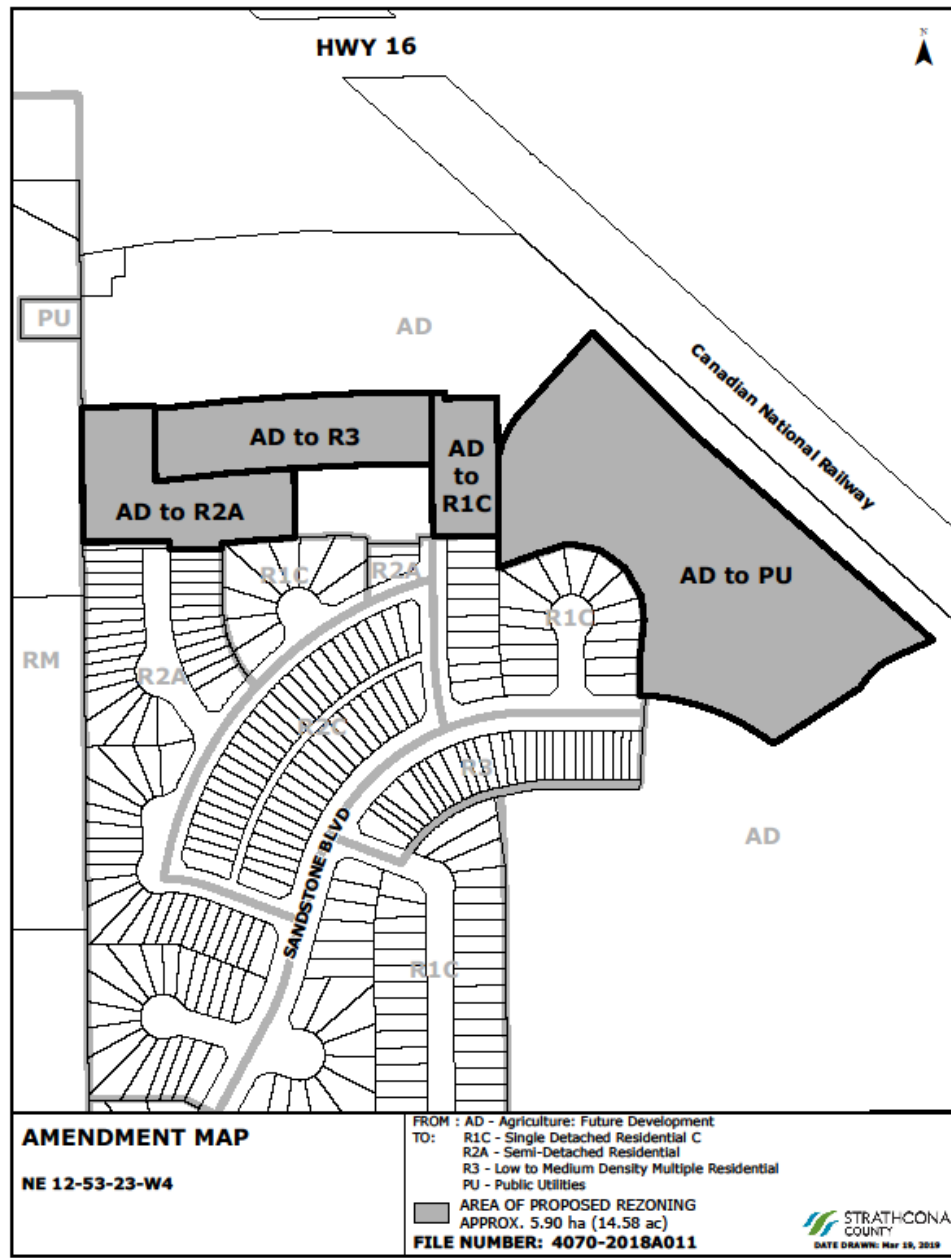 N
HWY 16
PU
AD
Canadian National Railway
AD to R3
AD
to
R1C
AD to R2A
AD to PU
R1C
R2A
R1C
RM
R2A
R2C
R3
SANDSTONE BLVD
AD
R1C
AMENDMENT MAP
NE 12-53-23-W4
FROM : AD - Agriculture: Future Development
TO: R1C - Single Detached Residential C
R2A - Semi-Detached Residential
R3 - Low to Medium Density Multiple Residential
PU - Public Utilities
AREA OF PROPOSED REZONING
APPROX. 5.90 ha (14.58 ac)
FILE NUMBER: 4070-2018A011
STRATHCONA
COUNTY
DATE DRAWN: Mar 19, 2019